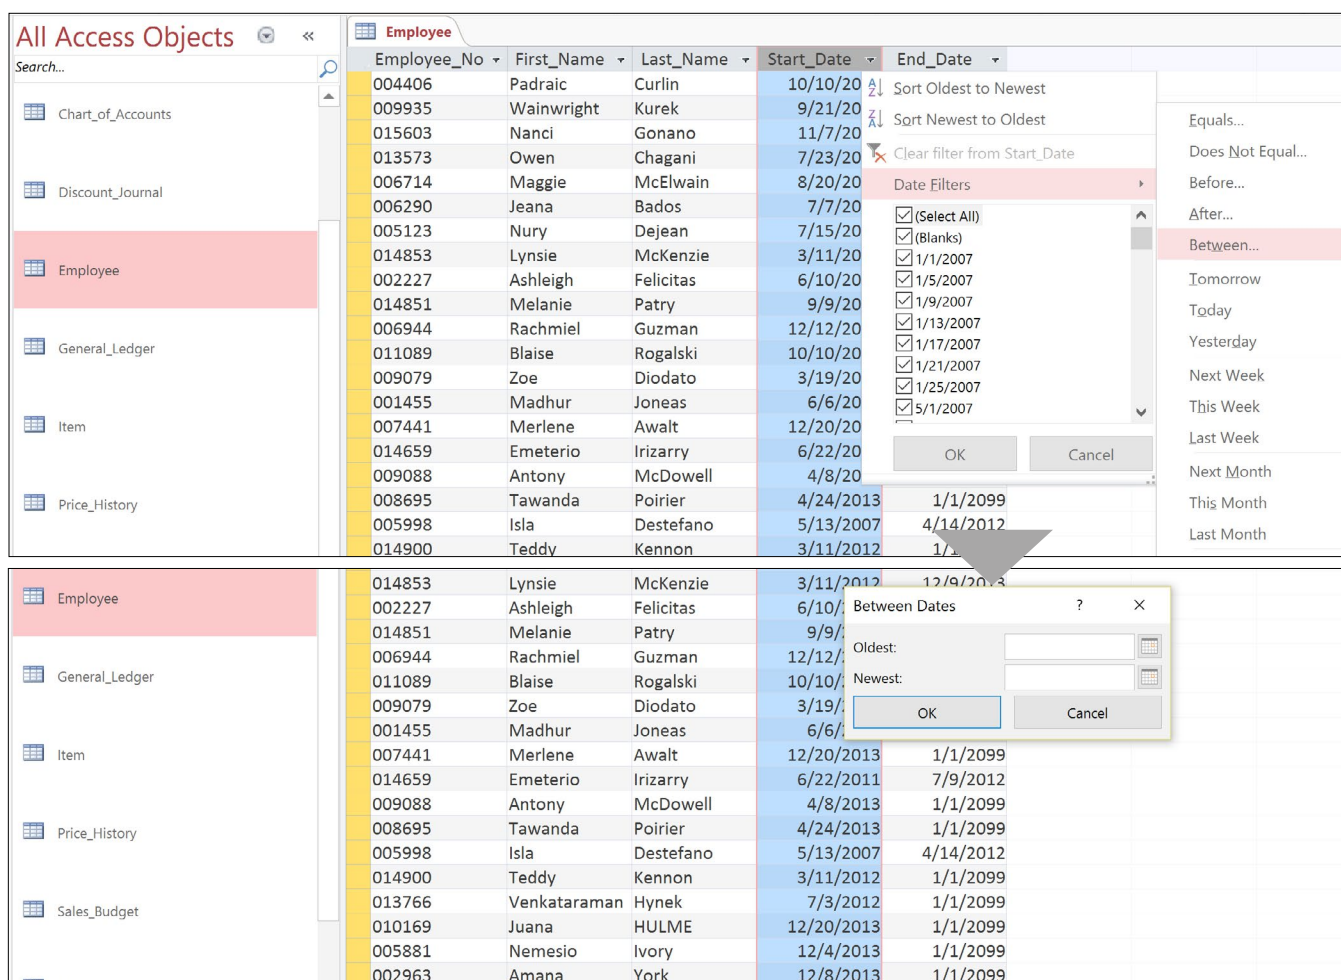 All Access Objects «
Search...
Chart_of_Accounts
Discount_Journal
Employee
General_Ledger
Item
Price_History
Employee
Employee_No First_Name Last_Name Start_Date End_Date
004406 Padraic Curlin 10/10/20
009935 Wainwright Kurek 9/21/20
015603 Nanci Gonano 11/7/20
013573 Owen Chagani 7/23/20
006714 Maggie McElwain 8/20/20
006290 Jeana Bados 7/7/20
005123 Nury Dejean 7/15/20
014853 Lynsie McKenzie 3/11/20
002227 Ashleigh Felicitas 6/10/20
014851 Melanie Patry 9/9/20
006944 Rachmiel Guzman 12/12/20
011089 Blaise Rogalski 10/10/20
009079 Zoe Diodato 3/19/20
001455 Madhur Joneas 6/6/20
007441 Merlene Awalt 12/20/20
014659 Emeterio Irizarry 6/22/20
009088 Antony McDowell 4/8/20
008695 Tawanda Poirier 4/24/2013 1/1/2099
005998 Isla Destefano 5/13/2007 4/14/2012
014900 Teddy Kennon 3/11/2012 1/1
Sort Oldest to Newest
Sort Newest to Oldest
Clear filter from Start_Date
Date Filters
(Select All)
(Blanks)
1/1/2007
1/5/2007
1/9/2007
1/13/2007
1/17/2007
1/21/2007
1/25/2007
5/1/2007
OK Cancel
Equals...
Does Not Equal...
Before...
After...
Between...
Tomorrow
Today
Yesterday
Next Week
This Week
Last Week
Next Month
This Month
Last Month
Employee
General_Ledger
Item
Price_History
Sales_Budget
014853 Lynsie McKenzie 3/11/2012 12/9/2013
002227 Ashleigh Felicitas 6/10/
014851 Melanie Patry 9/9/
006944 Rachmiel Guzman 12/12/
011089 Blaise Rogalski 10/10/
009079 Zoe Diodato 3/19/
001455 Madhur Joneas 6/6/
007441 Merlene Awalt 12/20/2013 1/1/2099
014659 Emeterio Irizarry 6/22/2011 7/9/2012
009088 Antony McDowell 4/8/2013 1/1/2099
008695 Tawanda Poirier 4/24/2013 1/1/2099
005998 Isla Destefano 5/13/2007 4/14/2012
014900 Teddy Kennon 3/11/2012 1/1/2099
013766 Venkataraman Hynek 7/3/2012 1/1/2099
010169 Juana HULME 12/20/2013 1/1/2099
005881 Nemesio Ivory 12/4/2013 1/1/2099
002963 Amana York 12/8/2013 1/1/2099
Between Dates ? ×
Oldest:
Newest:
OK Cancel